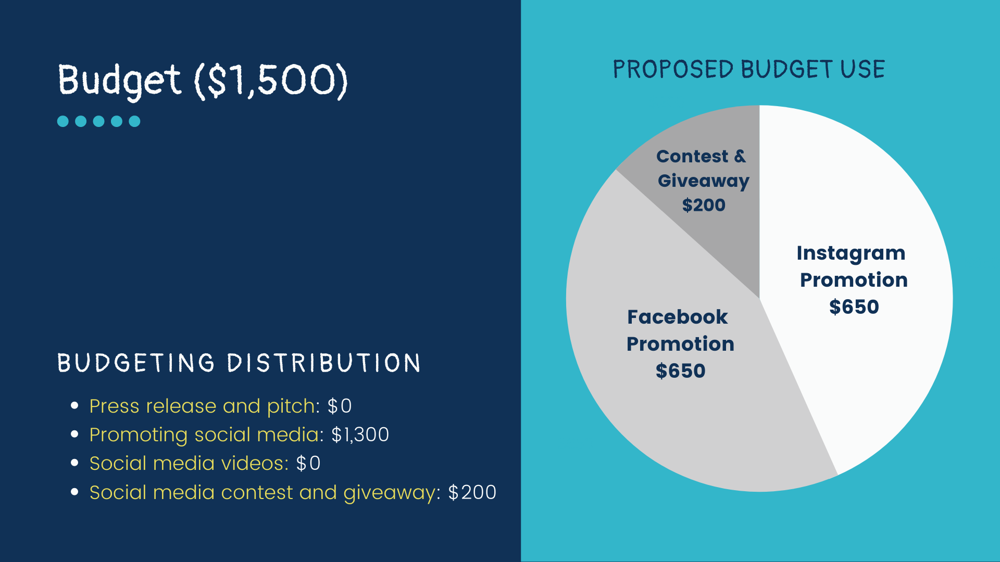 Budget ($1,500)
BUDGETING DISTRIBUTION
Press release and pitch: $0
Promoting social media: $1,300
Social media videos: $0
Social media contest and giveaway: $200
PROPOSED BUDGET USE
Contest &
Giveaway
$200
Instagram
Promotion
$650
Facebook
Promotion
$650